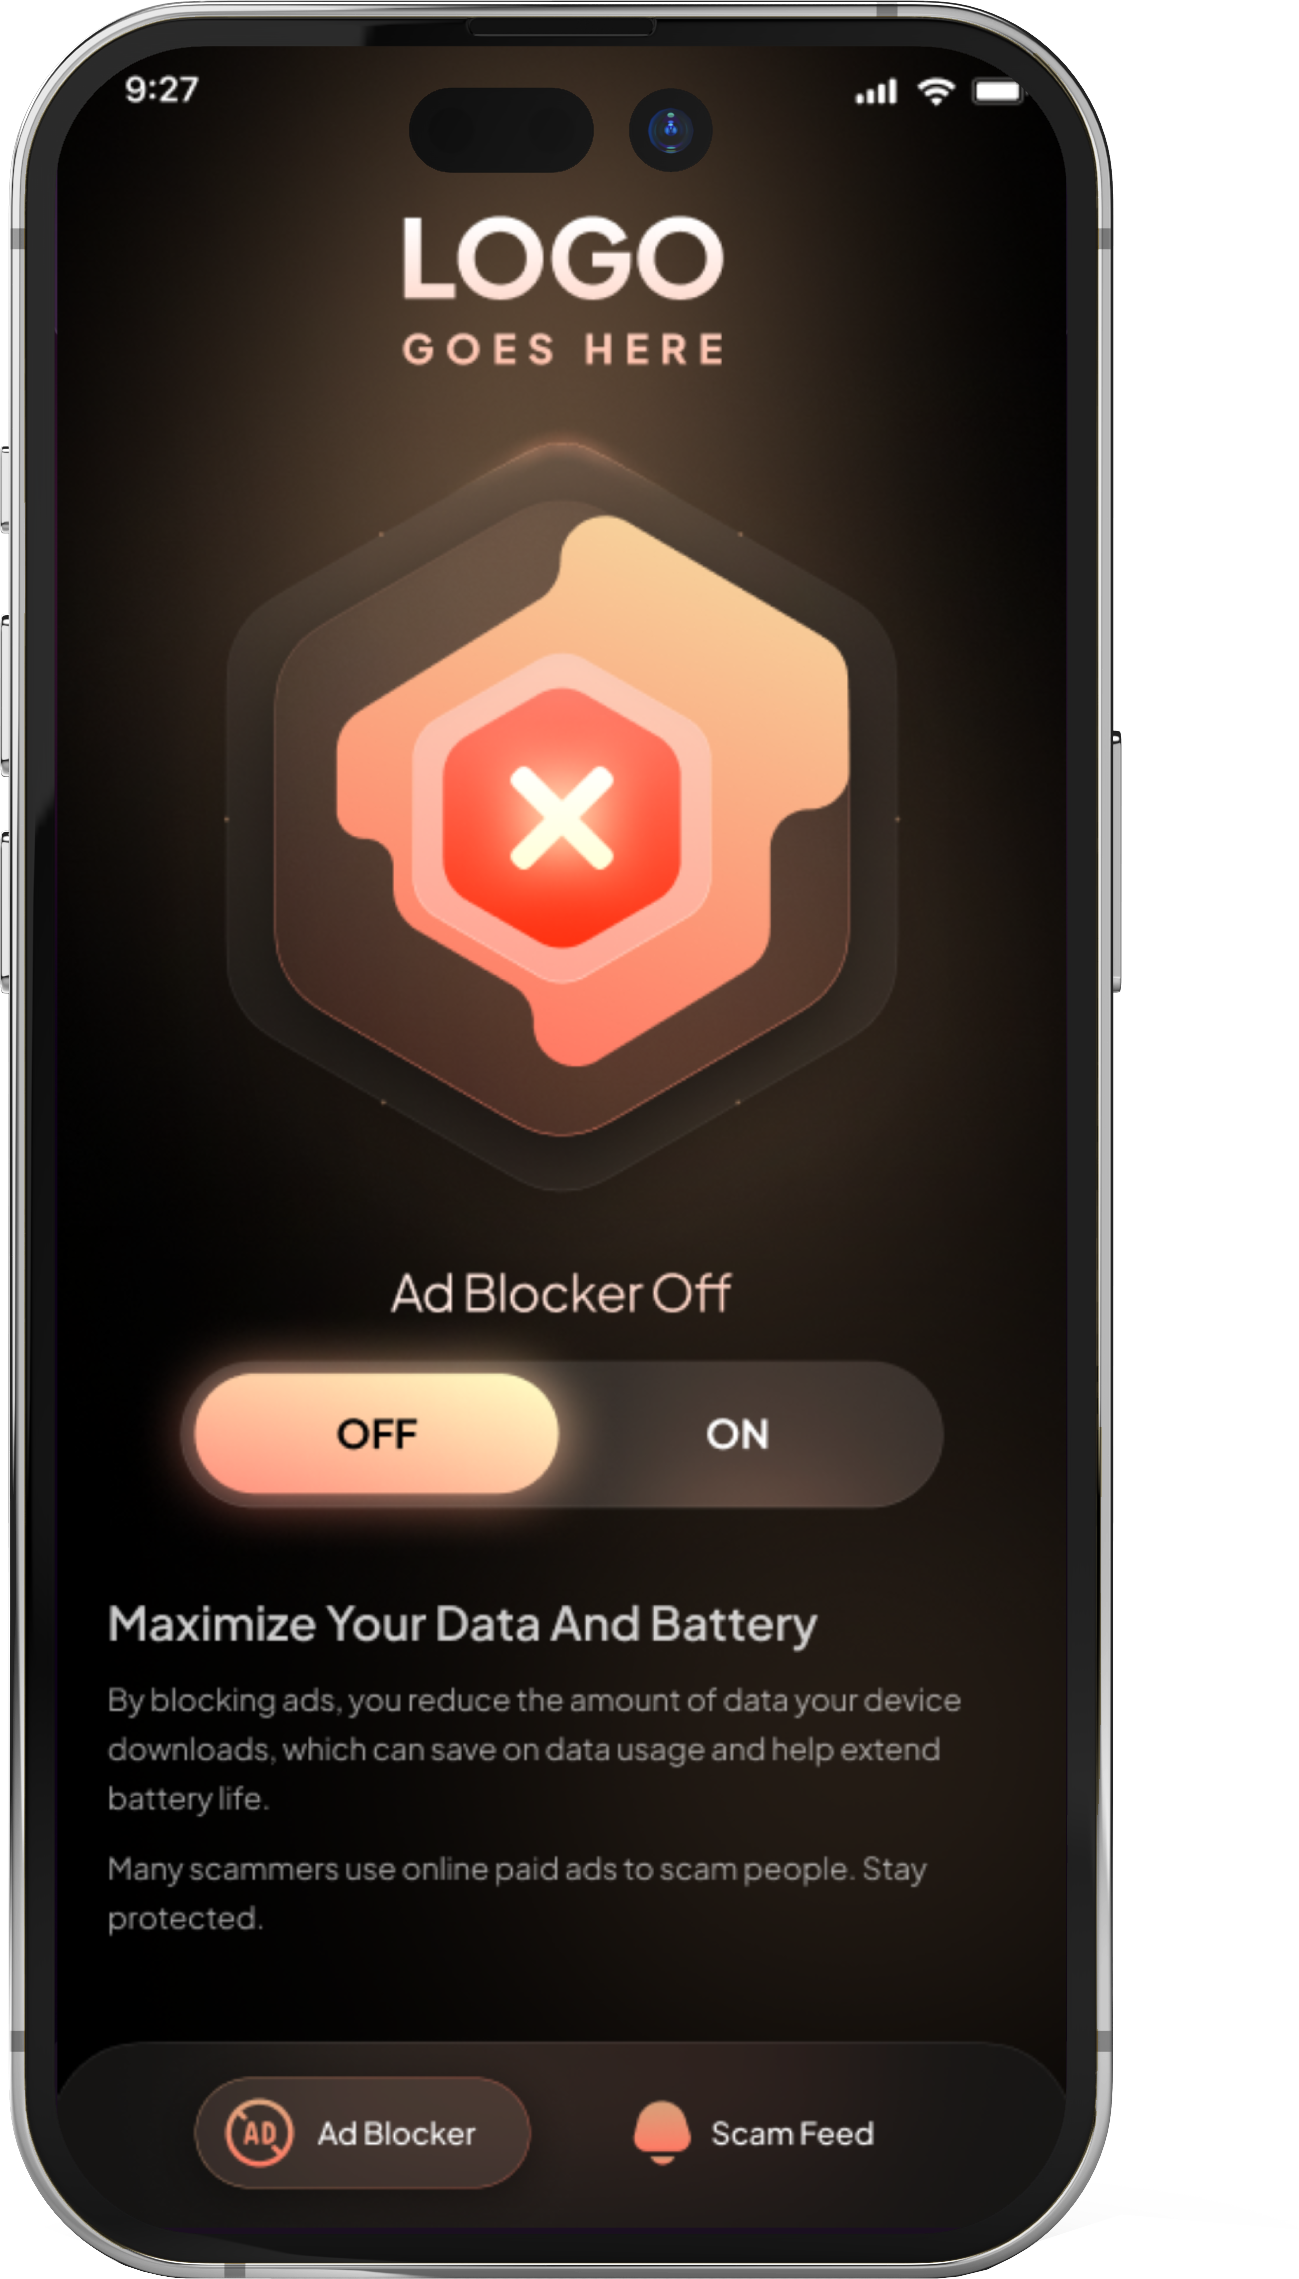 9:27
LOGO
GOES HERE
Ad Blocker Off
OFF ON
Maximize Your Data And Battery
By blocking ads, you reduce the amount of data your device
downloads, which can save on data usage and help extend
battery life.
Many scammers use online paid ads to scam people. Stay
protected.
AD Ad Blocker Scam Feed